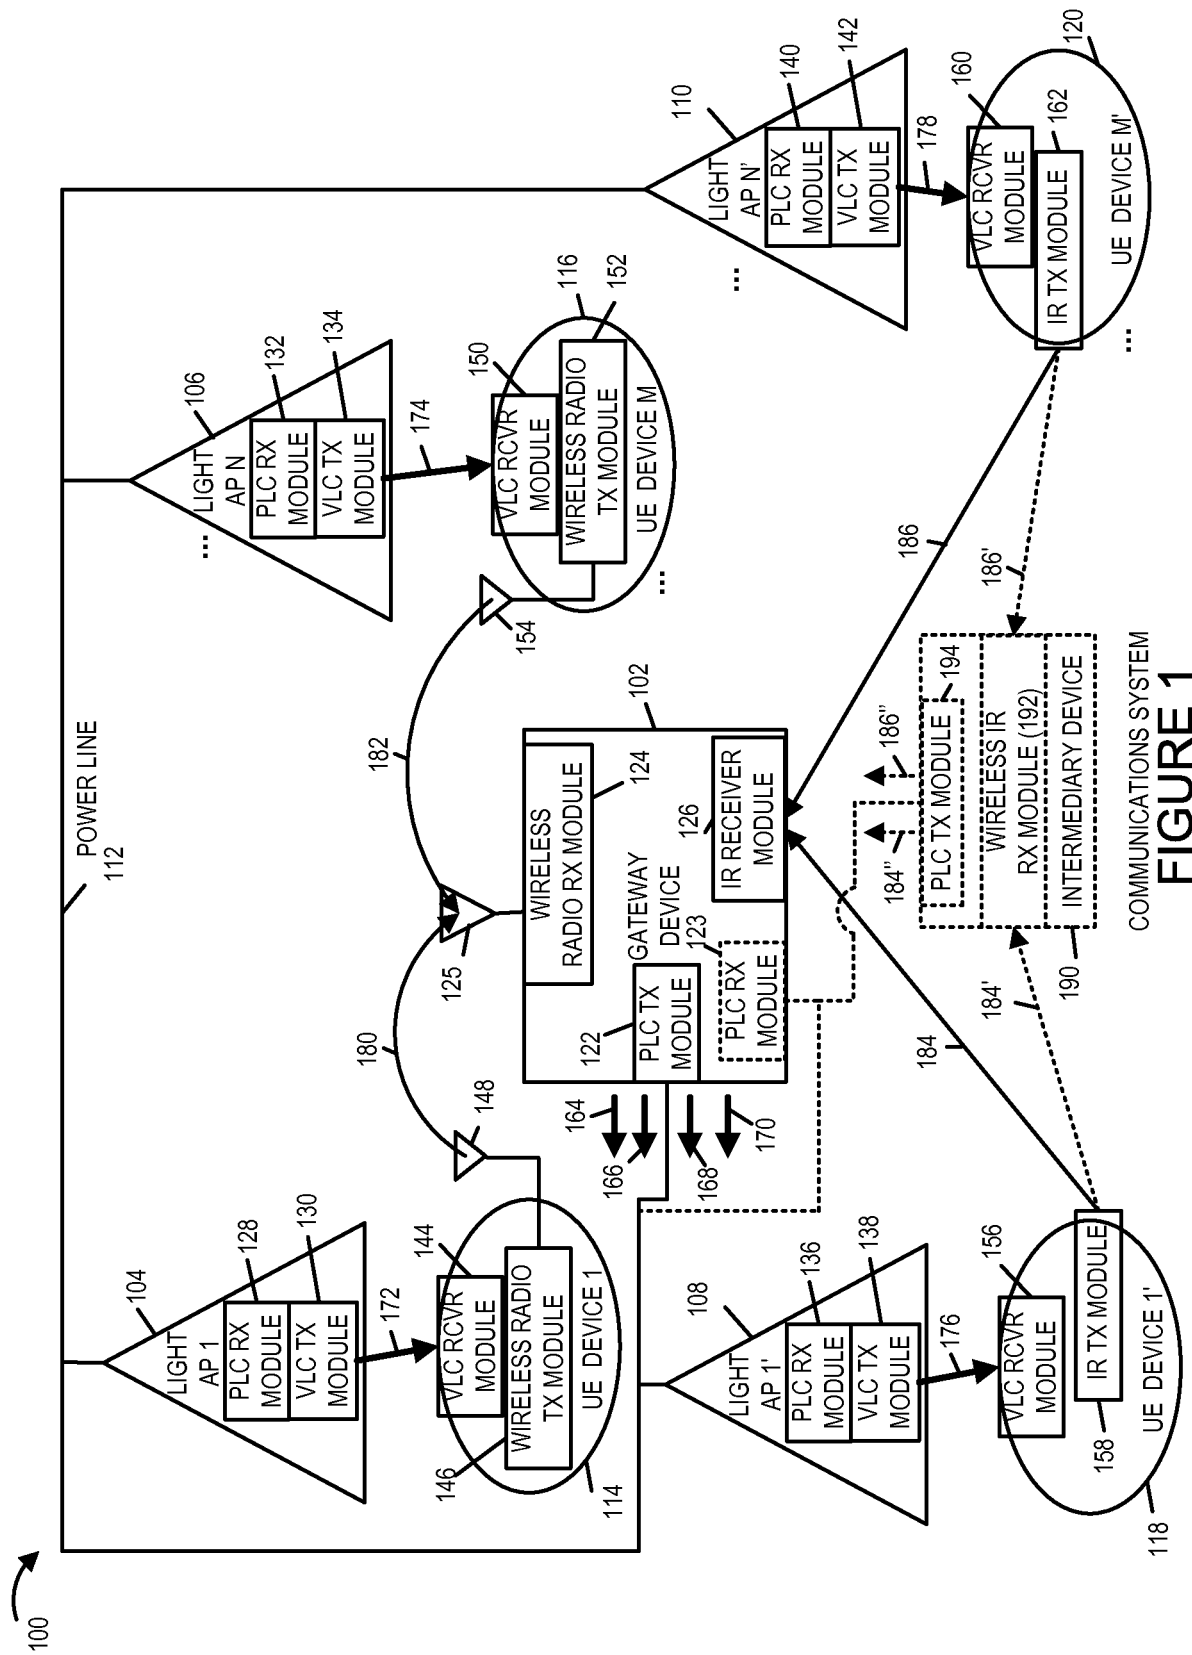 100
POWER LINE
112
104
LIGHT
AP 1
PLC RX
MODULE
128
VLC TX
MODULE
130
172
VLC RCVR
MODULE
144
WIRELESS RADIO
TX MODULE
146
UE DEVICE 1
114
148
180
125
182
154
106
LIGHT
AP N
...
PLC RX
MODULE
132
VLC TX
MODULE
134
174
VLC RCVR
MODULE
150
WIRELESS RADIO
TX MODULE
152
UE DEVICE M
116
...
WIRELESS
RADIO RX MODULE
124
102
GATEWAY
DEVICE
PLC TX
MODULE
122
PLC RX
MODULE
123
IR RECEIVER
MODULE
126
164
166
168
170
108
LIGHT
AP 1'
PLC RX
MODULE
136
VLC TX
MODULE
138
176
VLC RCVR
MODULE
156
IR TX MODULE
158
UE DEVICE 1'
118
110
LIGHT
AP N'
...
PLC RX
MODULE
140
VLC TX
MODULE
142
178
VLC RCVR
MODULE
160
IR TX MODULE
162
UE DEVICE M'
120
...
184
184'
184"
186
186'
186"
PLC TX MODULE
194
WIRELESS IR
RX MODULE (192)
INTERMEDIARY DEVICE
190
COMMUNICATIONS SYSTEM
FIGURE 1